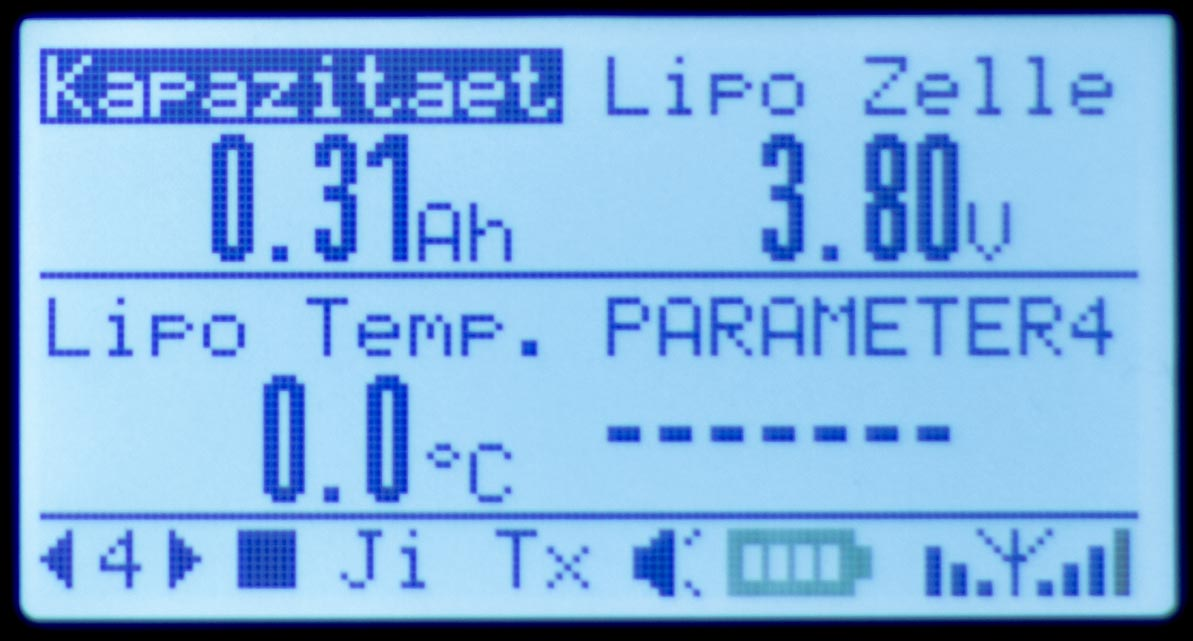 Kapazitaet Lipo Zelle
0.31Ah 3.80V
Lipo Temp. PARAMETER4
0.0°C -------
4 Ji Tx